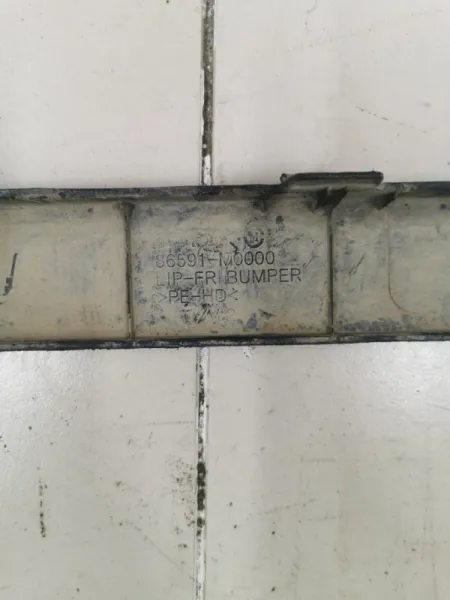 86591-M0000
LIP-FR BUMPER
>PE-HD<